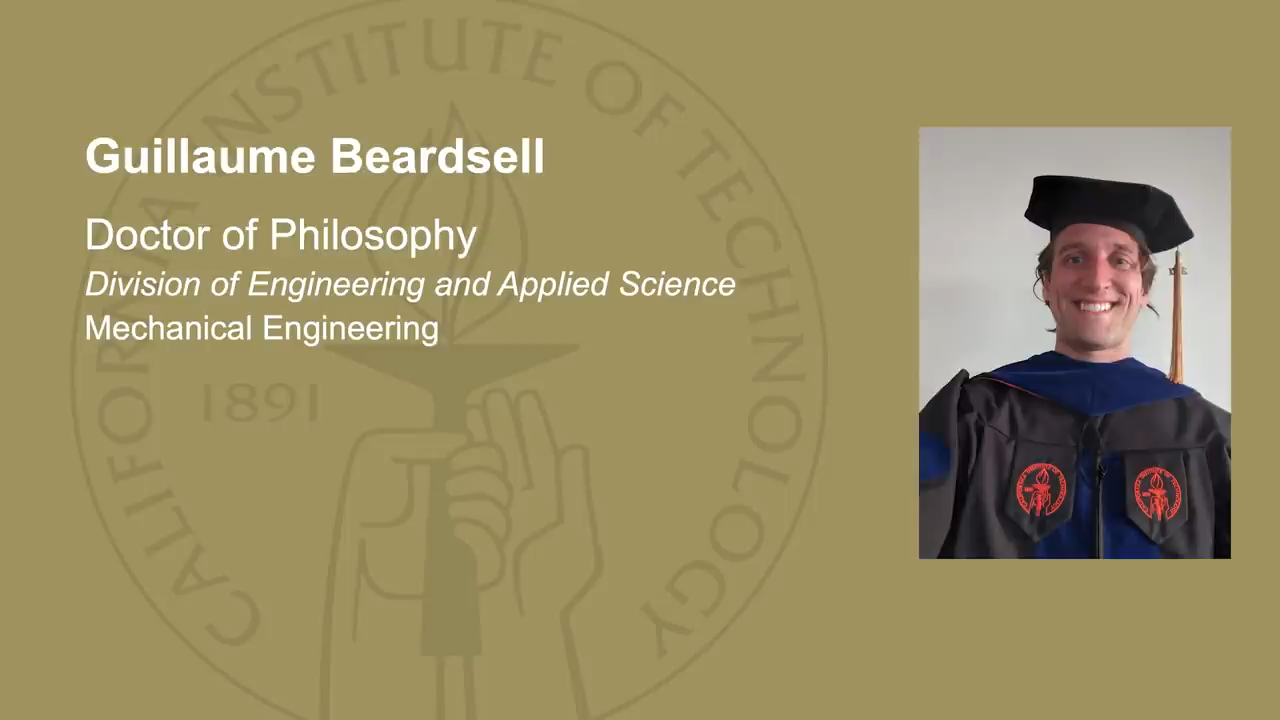 Guillaume Beardsell
Doctor of Philosophy
Division of Engineering and Applied Science
Mechanical Engineering
CALIFORNIA INSTITUTE OF TECHNOLOGY
1891